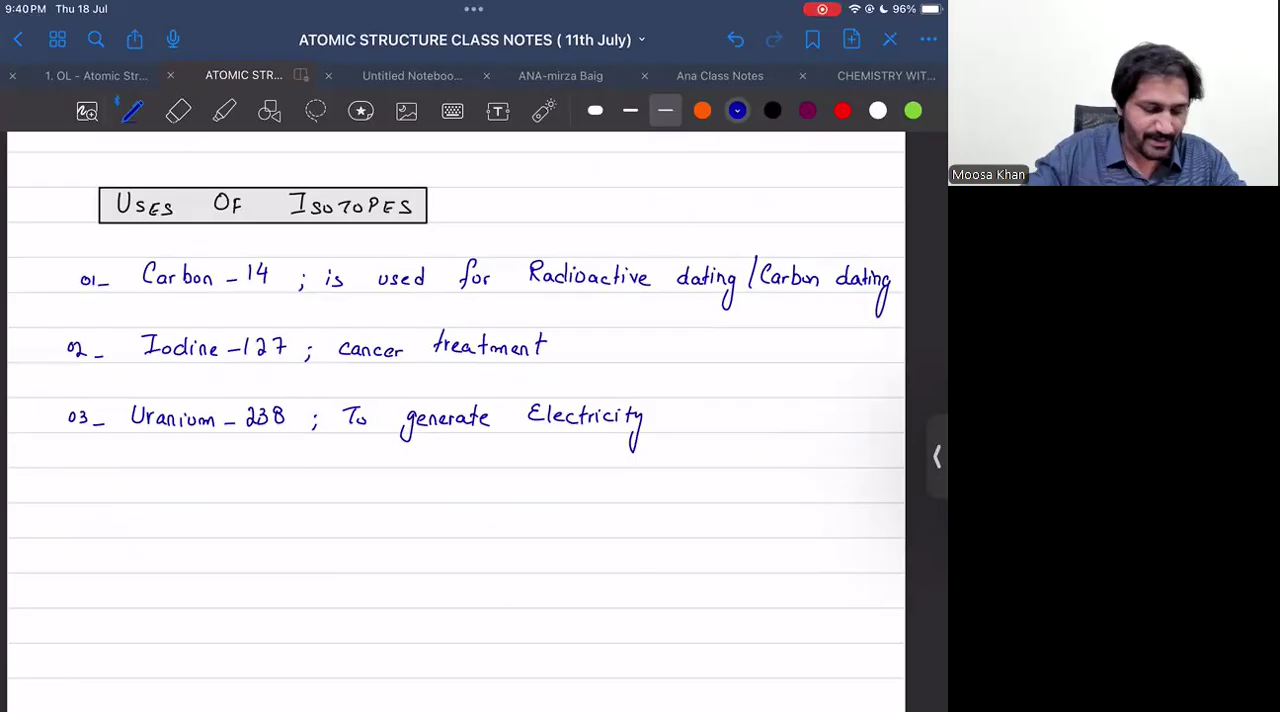 9:40 PM Thu 18 Jul
96%
ATOMIC STRUCTURE CLASS NOTES ( 11th July)
1. OL - Atomic Str...
ATOMIC STR...
Untitled Noteboo...
ANA-mirza Baig
Ana Class Notes
CHEMISTRY WIT...
Moosa Khan
USES OF ISOTOPES
01_ Carbon - 14 ; is used for Radioactive dating / Carbon dating
02_ Iodine - 127 ; cancer treatment
03_ Uranium - 238 ; To generate Electricity